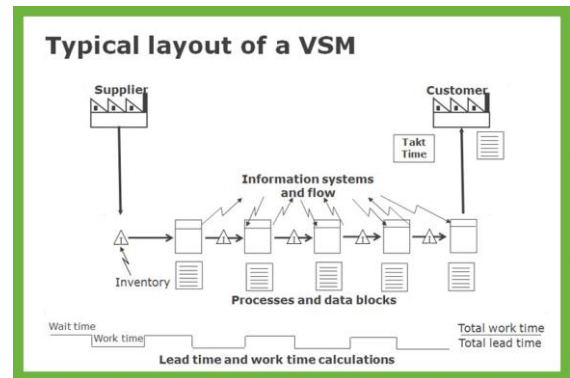 Typical layout of a VSM
Supplier
Customer
Takt
Time
Information systems
and flow
Inventory
Processes and data blocks
Wait time
Work time
Total work time
Total lead time
Lead time and work time calculations